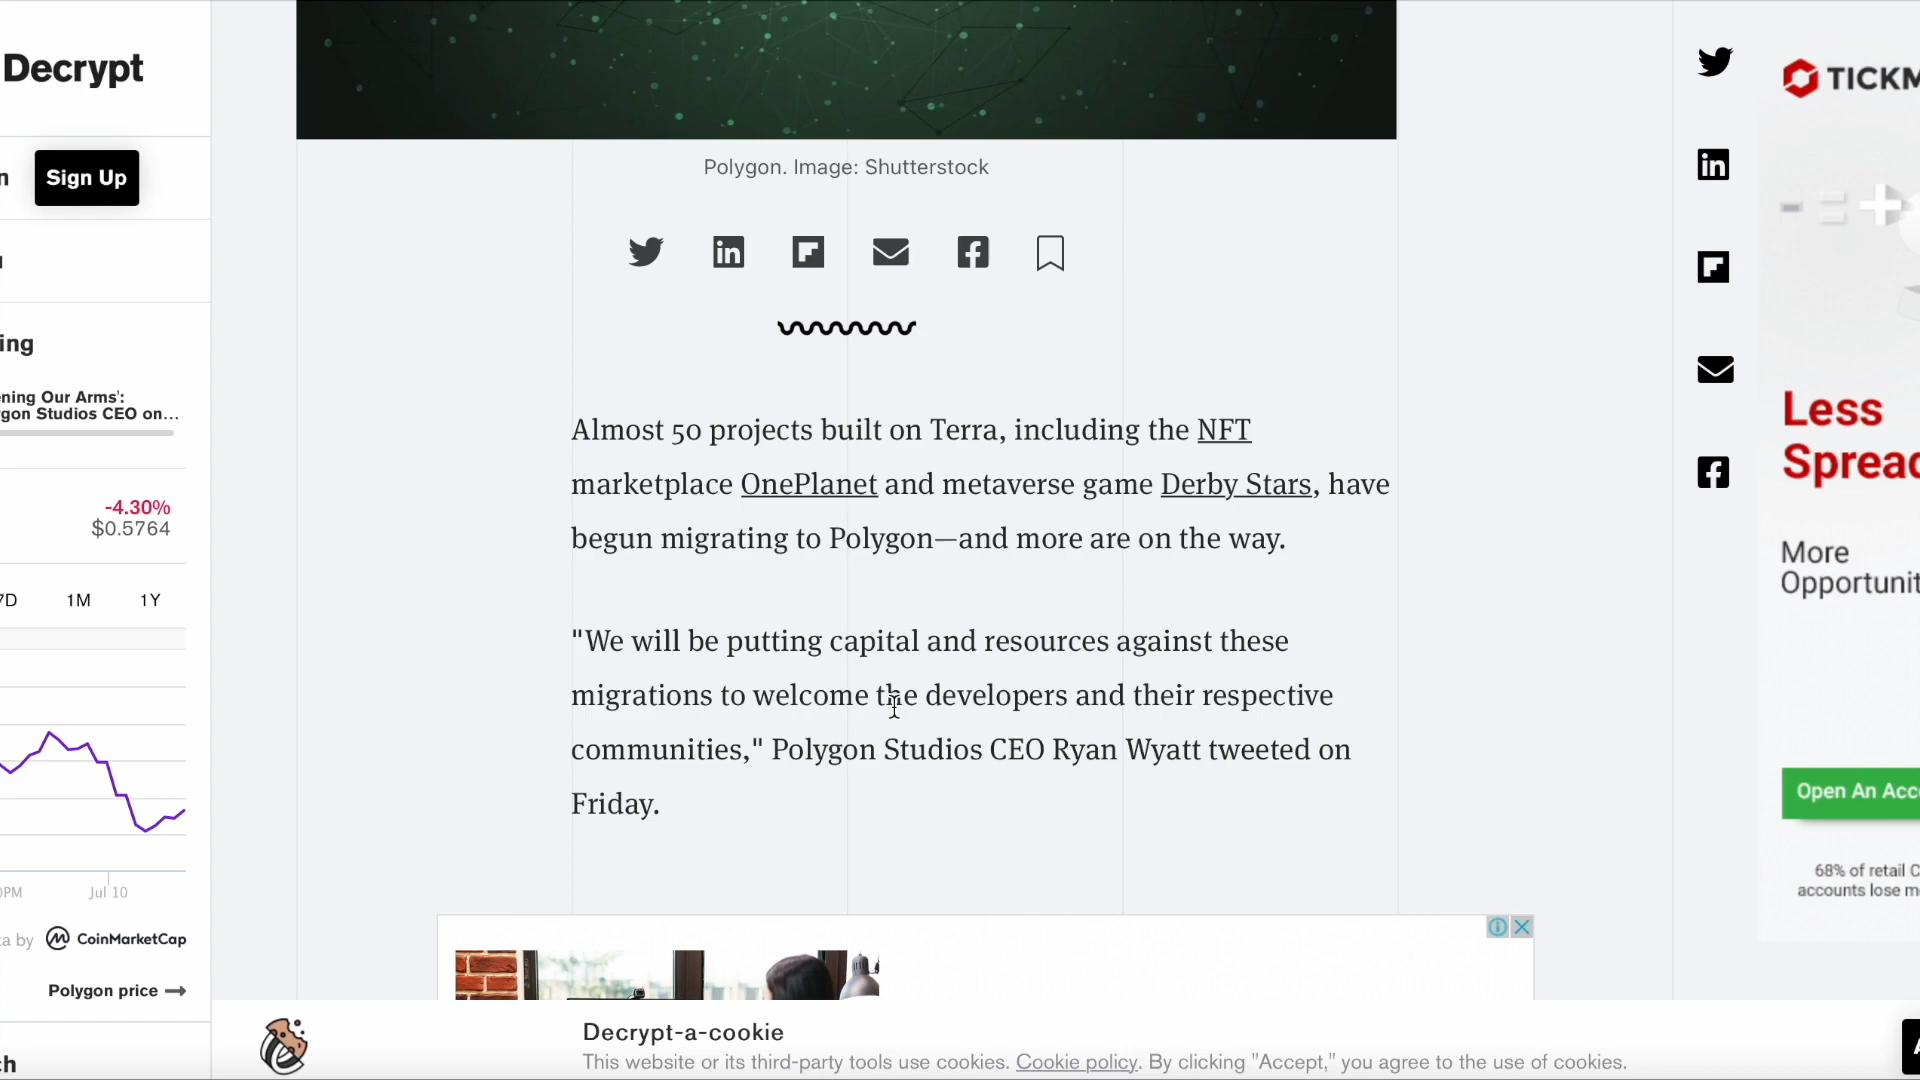 Decrypt
n
Sign Up
ing
ening Our Arms':
gon Studios CEO on...
-4.30%
$0.5764
7D 1M 1Y
0PM Jul 10
a by CoinMarketCap
Polygon price
ch
Polygon. Image: Shutterstock
Almost 50 projects built on Terra, including the NFT
marketplace OnePlanet and metaverse game Derby Stars, have
begun migrating to Polygon—and more are on the way.
"We will be putting capital and resources against these
migrations to welcome the developers and their respective
communities," Polygon Studios CEO Ryan Wyatt tweeted on
Friday.
TICKM
Less
Spread
More
Opportunit
Open An Acc
68% of retail C
accounts lose m
Decrypt-a-cookie
This website or its third-party tools use cookies. Cookie policy. By clicking "Accept," you agree to the use of cookies.
A